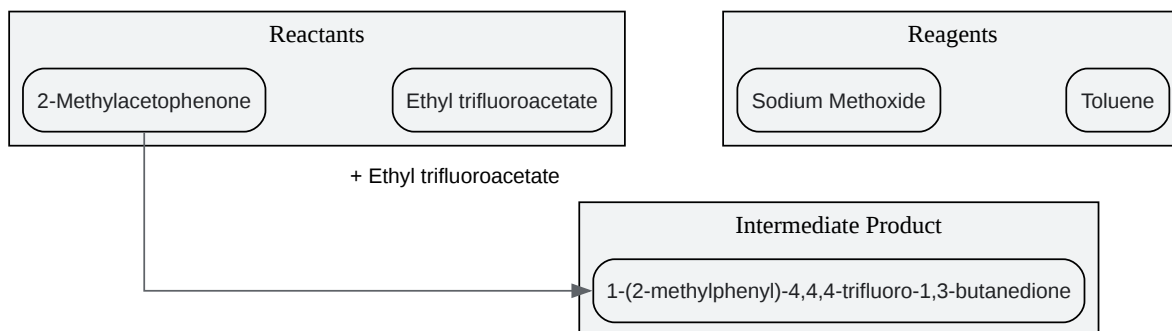 Reactants
2-Methylacetophenone
Ethyl trifluoroacetate
Reagents
Sodium Methoxide
Toluene
+ Ethyl trifluoroacetate
Intermediate Product
1-(2-methylphenyl)-4,4,4-trifluoro-1,3-butanedione